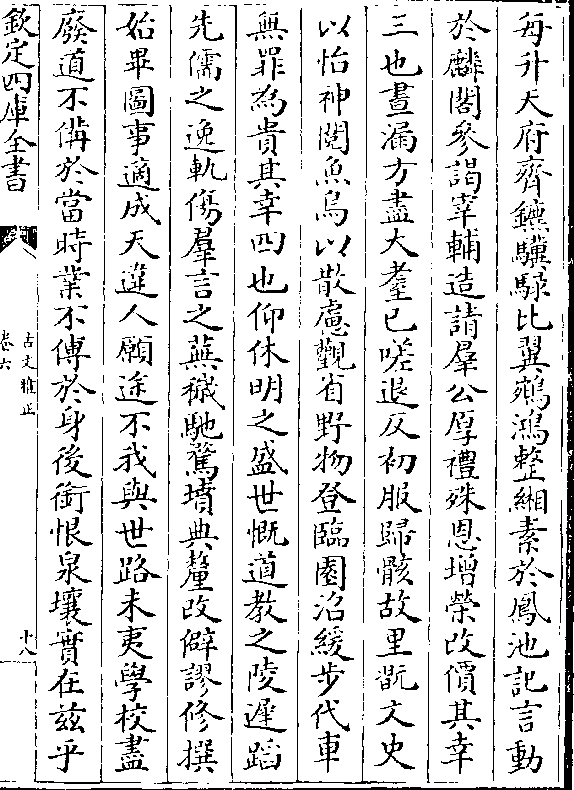 每升天府齊鑣驥騄比翼鵷鴻整緗素於鳳池記言動
於麟閣參謁宰輔造請羣公厚禮殊恩增榮改價其幸
三也晝漏方盡大耋已嗟退反初服歸骸故里翫文史
以怡神閱魚鳥以散慮觀省野物登臨園沼緩步代車
無罪為貴其幸四也仰休明之盛世慨道教之陵遲蹈
先儒之逸軌傷羣言之蕪穢馳騖墳典釐改僻謬修撰
始畢圖事適成天違人願途不我與世路未夷學校盡
廢道不備於當時業不傳於身後銜恨泉壤實在茲乎
欽定四庫全書
古文雅正
卷六
十八